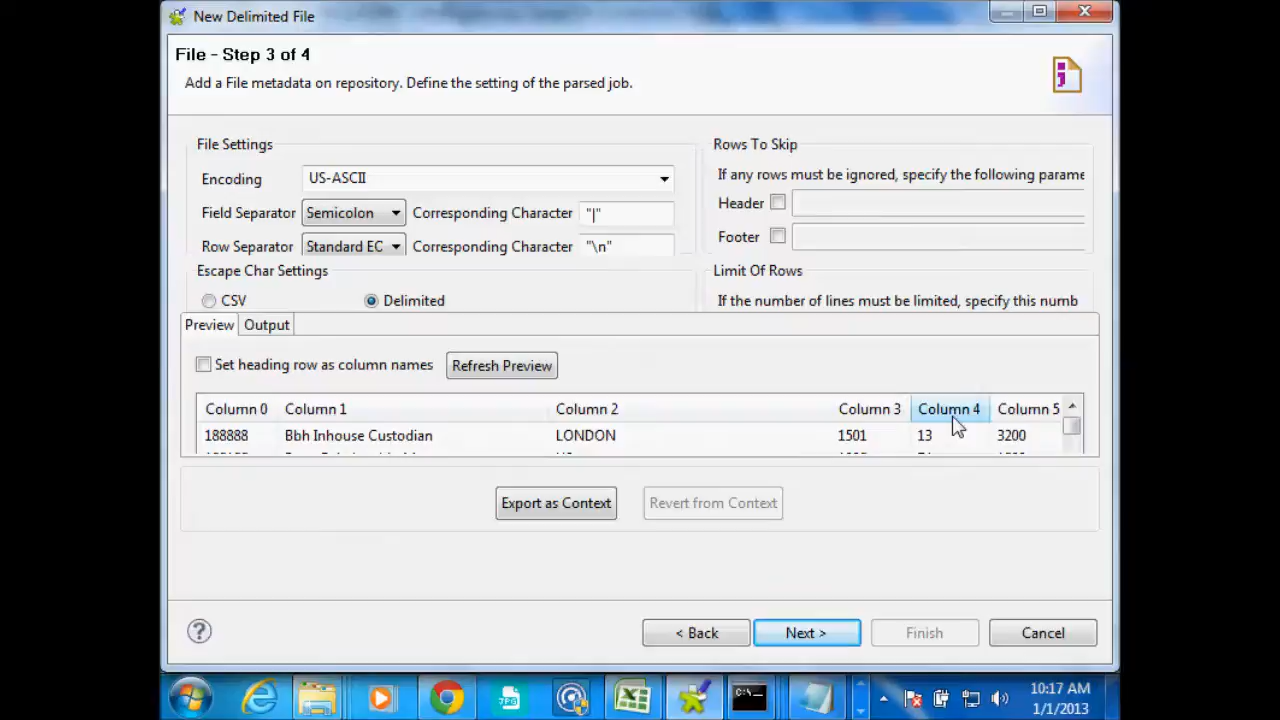 New Delimited File
File - Step 3 of 4
Add a File metadata on repository. Define the setting of the parsed job.
File Settings
Encoding US-ASCII
Field Separator Semicolon Corresponding Character "|"
Row Separator Standard EC Corresponding Character "\n"
Rows To Skip
If any rows must be ignored, specify the following parame
Header
Footer
Escape Char Settings
CSV Delimited
Limit Of Rows
If the number of lines must be limited, specify this numb
Preview Output
Set heading row as column names Refresh Preview
Column 0 Column 1 Column 2 Column 3 Column 4 Column 5
188888 Bbh Inhouse Custodian LONDON 1501 13 3200
Export as Context Revert from Context
< Back Next > Finish Cancel
JPG C:\_
10:17 AM
1/1/2013